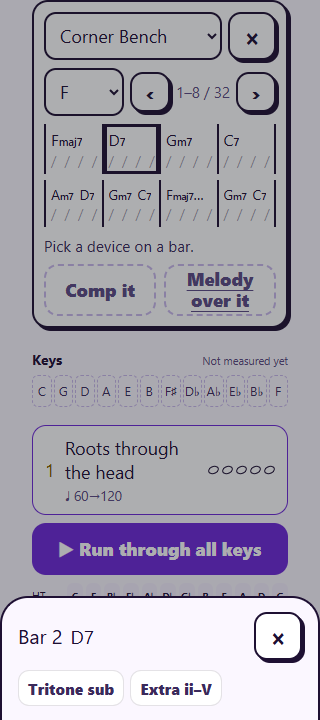 Corner Bench ×
F ‹ 1–8 / 32 ›
Fmaj7 D7 Gm7 C7
/ / / / / / / / / / / / / / / /
Am7 D7 Gm7 C7 Fmaj7... Gm7 C7
/ / / / / / / / / / / / / / / /
Pick a device on a bar.
Comp it Melody
over it
Keys Not measured yet
C G D A E B F♯ D♭ A♭ E♭ B♭ F
1 Roots through
the head
♩ 60→120
▶ Run through all keys
Bar 2 D7 ×
Tritone sub Extra ii–V